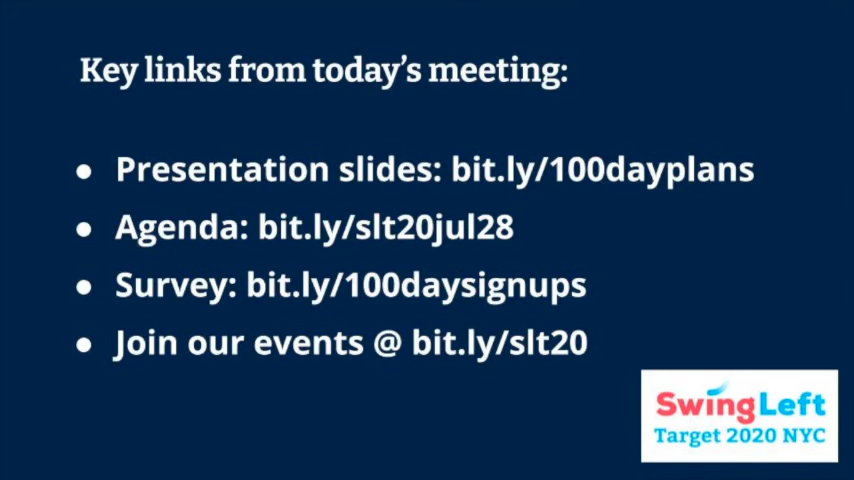 Key links from today's meeting:
● Presentation slides: bit.ly/100dayplans
● Agenda: bit.ly/slt20jul28
● Survey: bit.ly/100daysignups
● Join our events @ bit.ly/slt20
SwingLeft
Target 2020 NYC